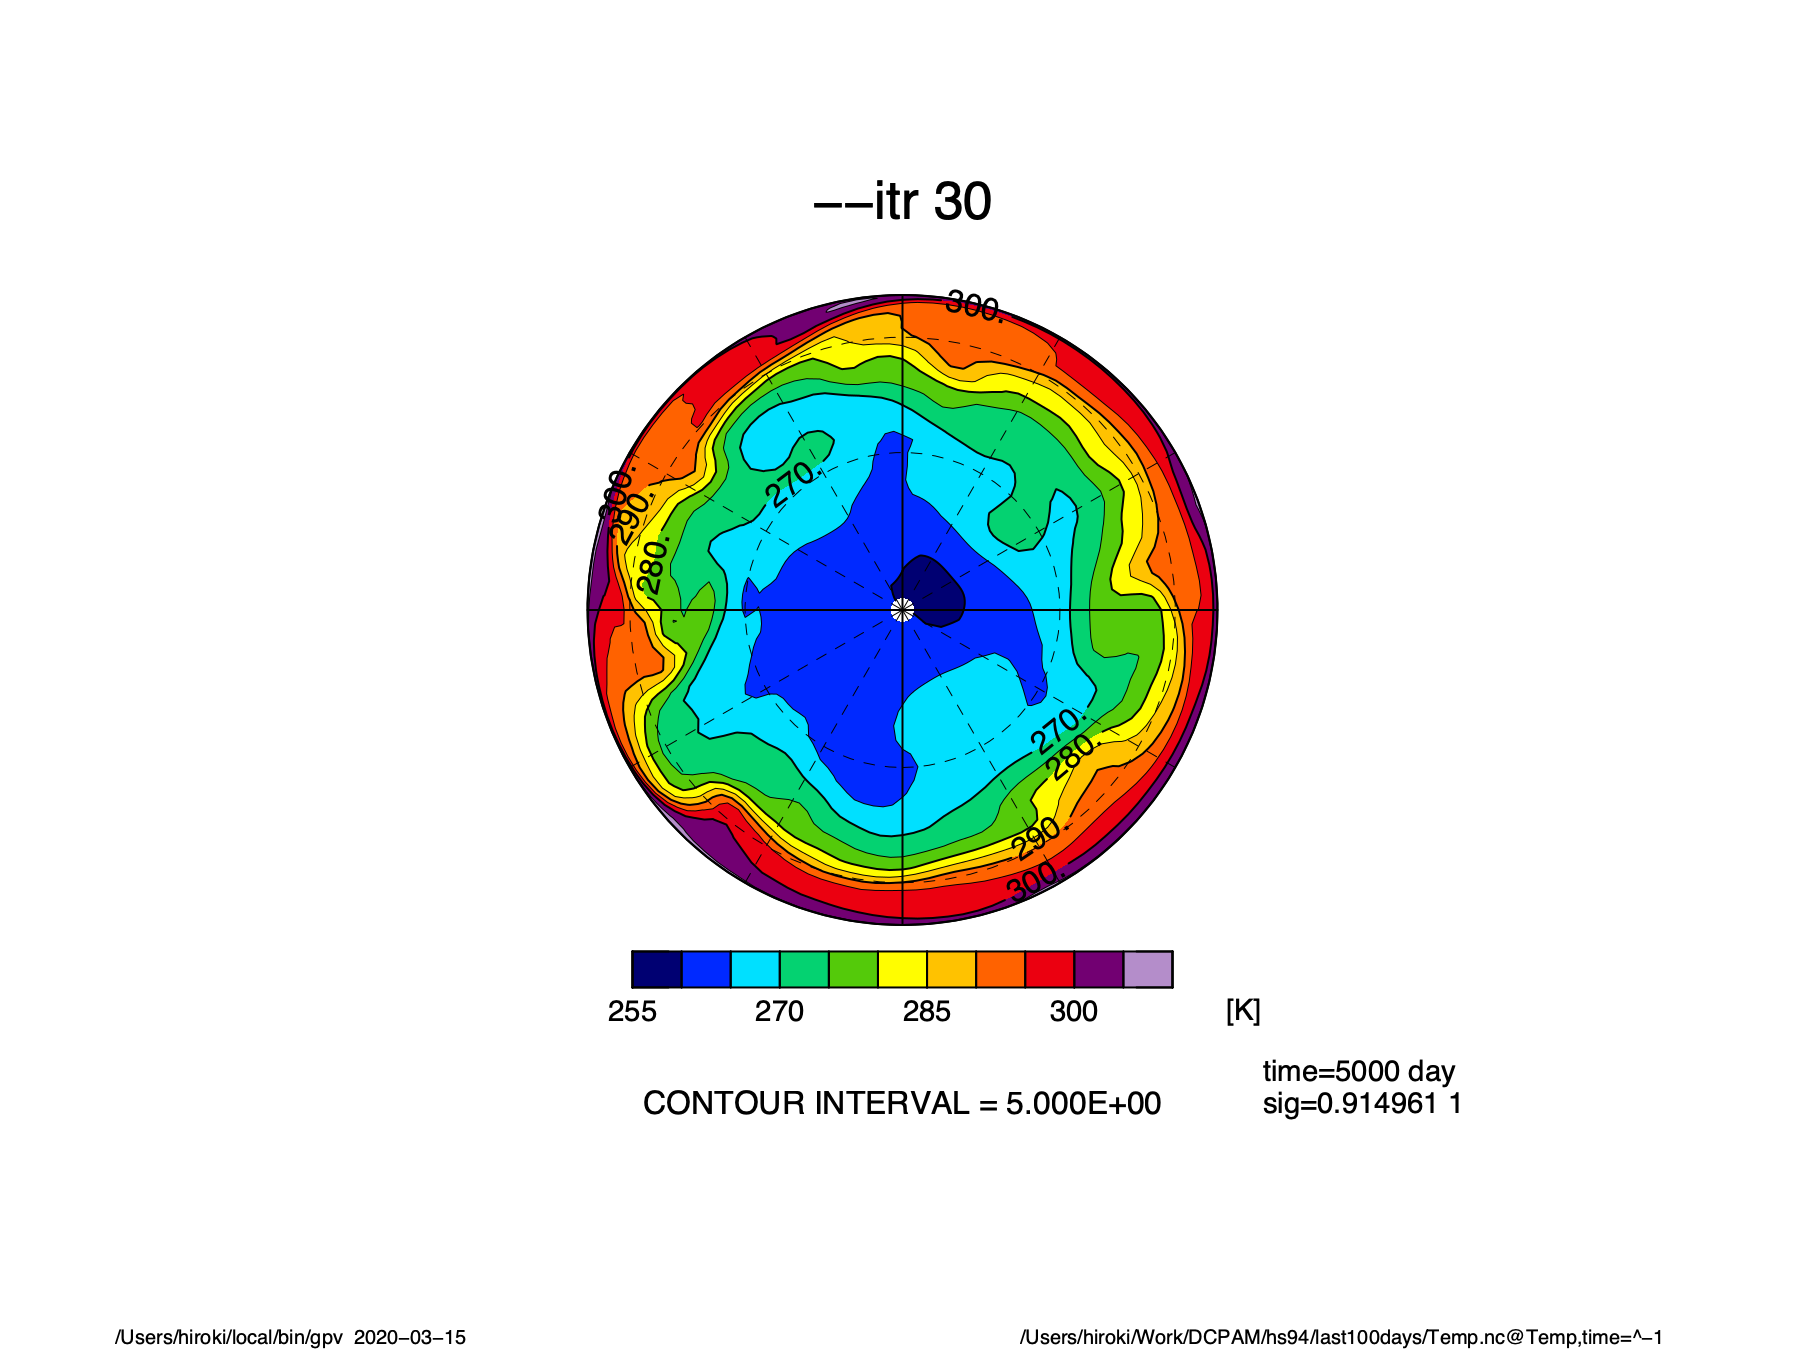 −−itr 30
300.
270.
300.
290.
280.
270.
280.
290.
300.
255 270 285 300 [K]
time=5000 day
CONTOUR INTERVAL = 5.000E+00
sig=0.914961 1
/Users/hiroki/local/bin/gpv 2020−03−15
/Users/hiroki/Work/DCPAM/hs94/last100days/Temp.nc@Temp,time=^−1